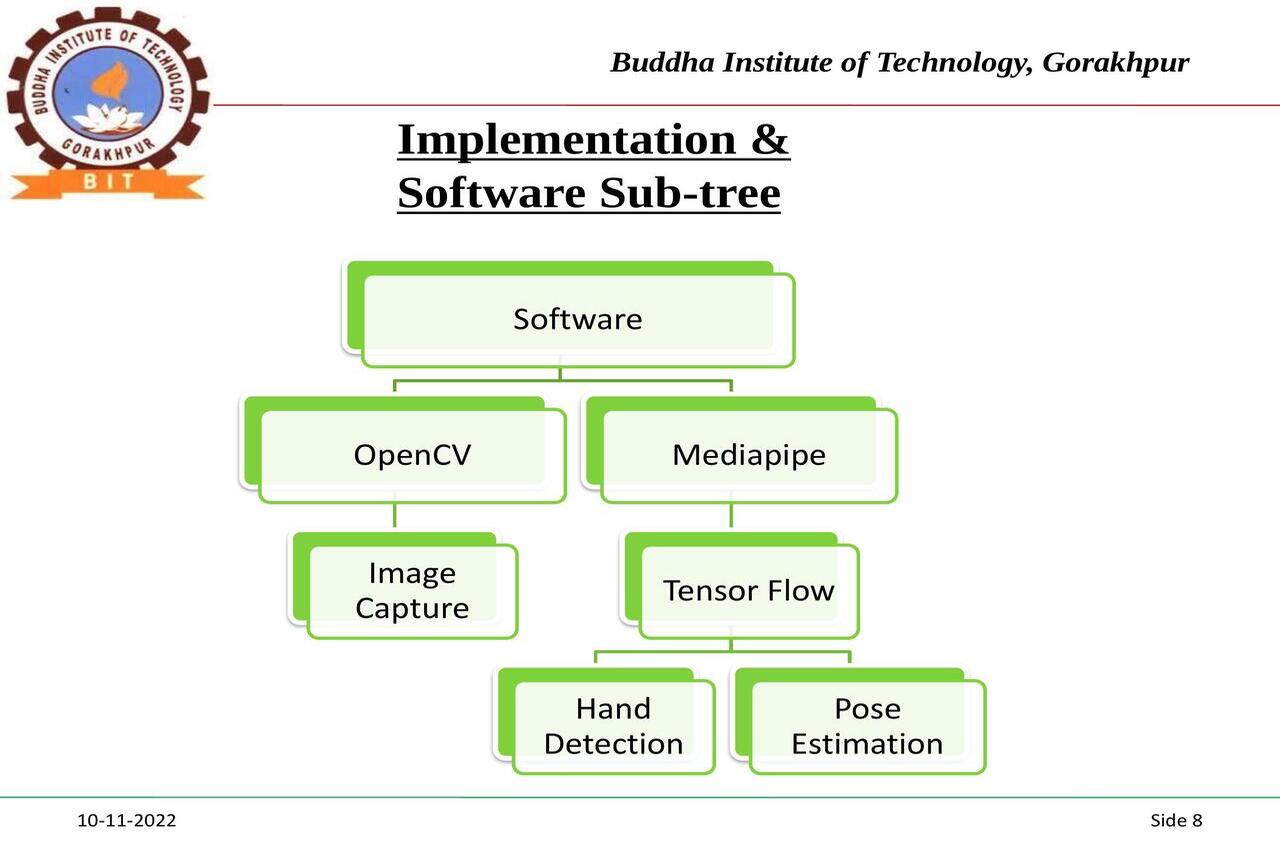 BUDDHA INSTITUTE OF TECHNOLOGY
GORAKHPUR
BIT
Buddha Institute of Technology, Gorakhpur
Implementation &
Software Sub-tree
Software
OpenCV
Mediapipe
Image
Capture
Tensor Flow
Hand
Detection
Pose
Estimation
10-11-2022
Side 8